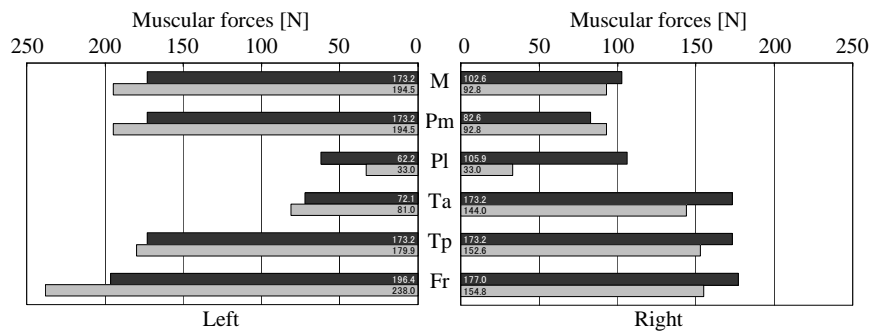 Muscular forces [N] Muscular forces [N]
250 200 150 100 50 0 0 50 100 150 200 250
173.2 M 102.6
194.5 92.8
173.2 Pm 82.6
194.5 92.8
62.2 Pl 105.9
33.0 33.0
72.1 Ta 173.2
81.0 144.0
173.2 Tp 173.2
179.9 152.6
196.4 Fr 177.0
238.0 154.8
Left Right